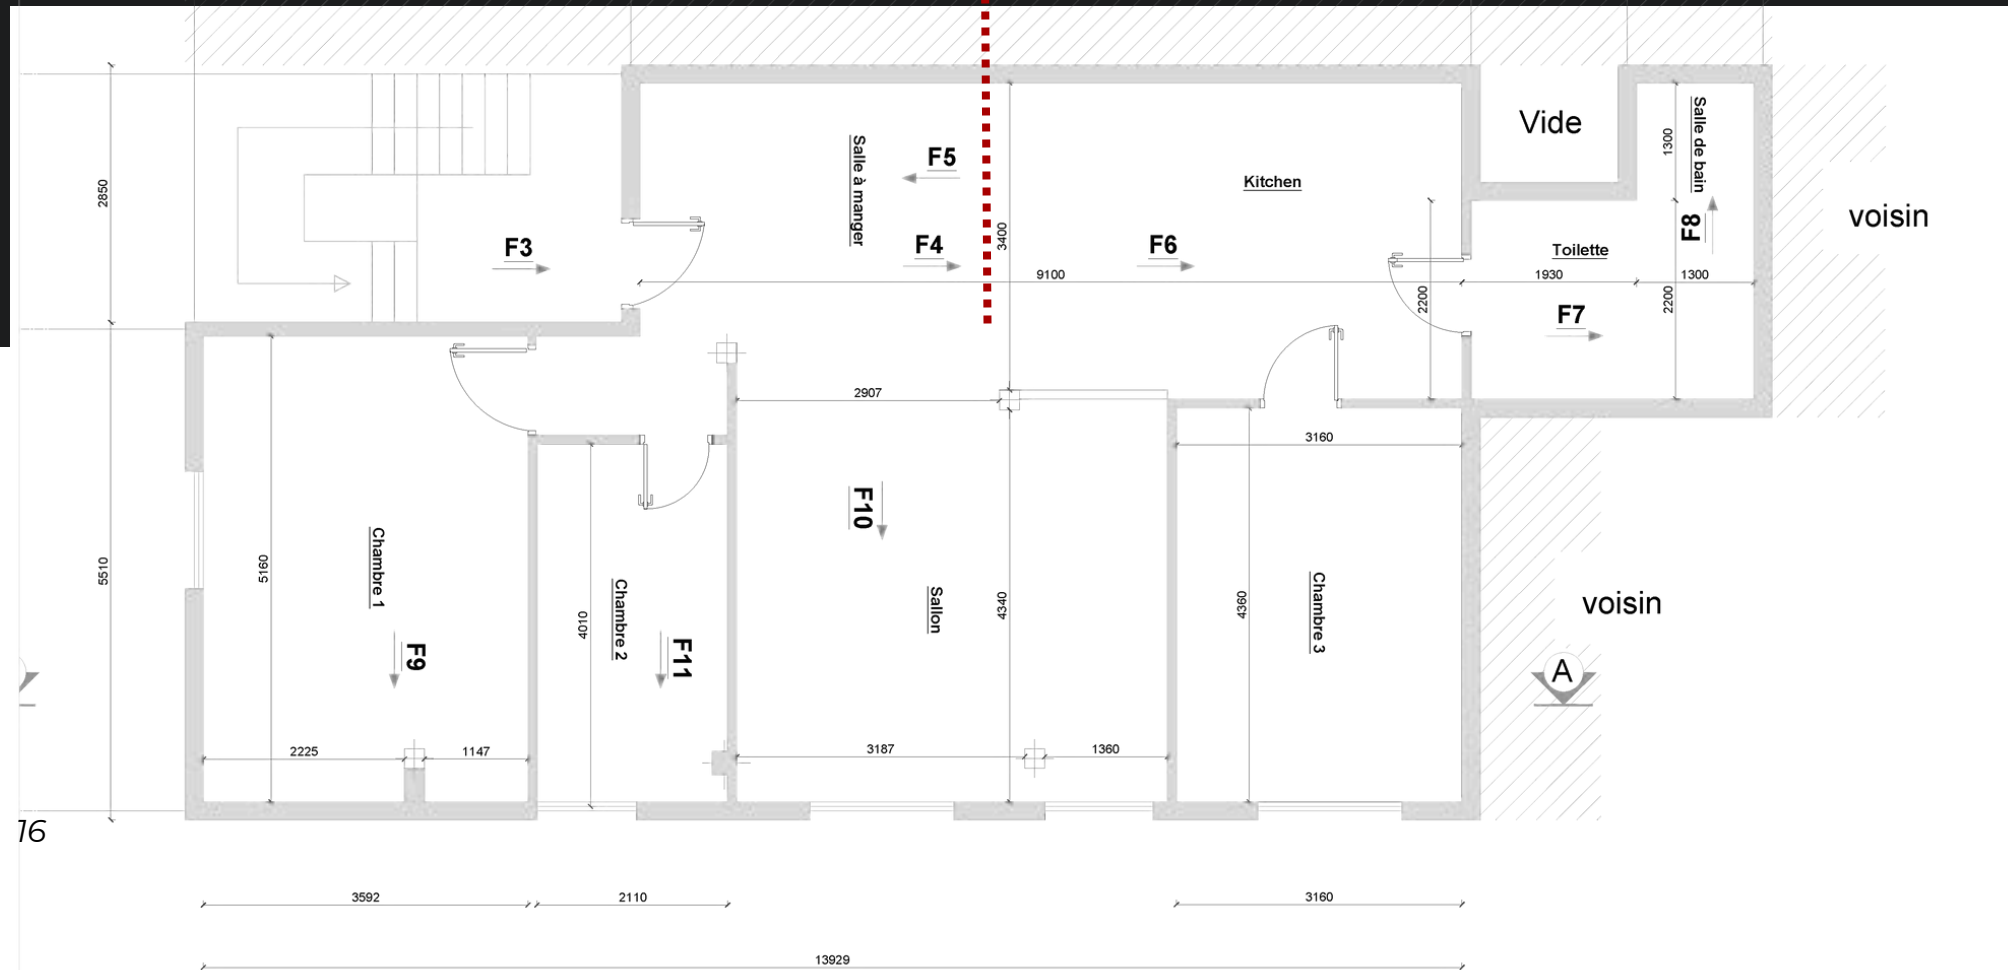 Vide
Salle de bain
1300
voisin
2850
F5
Salle à manger
Kitchen
F3
F4
3400
F6
F8
Toilette
9100
1930
1300
2200
2200
F7
2907
3160
F10
5510
5160
Chambre 1
4010
Chambre 2
F11
F9
Sallon
4340
4360
Chambre 3
voisin
A
2225
1147
3187
1360
16
3592
2110
3160
13929